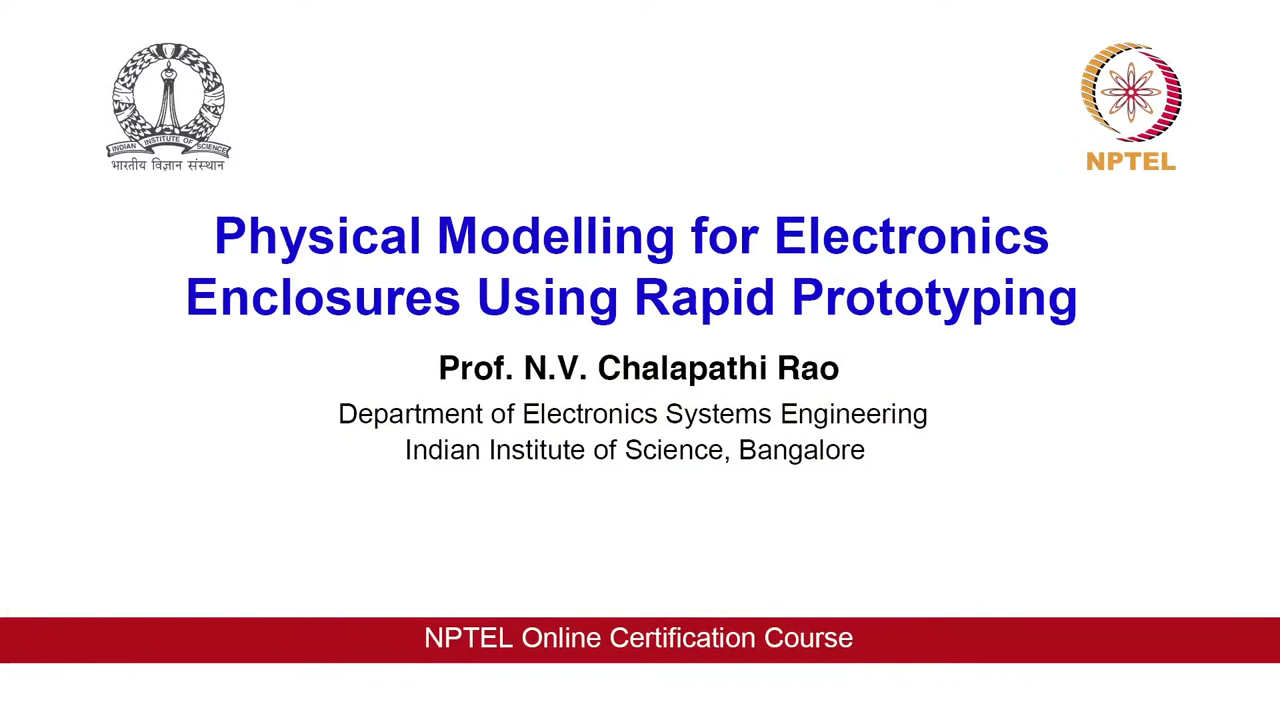 INDIAN INSTITUTE OF SCIENCE
भारतीय विज्ञान संस्थान
NPTEL
Physical Modelling for Electronics
Enclosures Using Rapid Prototyping
Prof. N.V. Chalapathi Rao
Department of Electronics Systems Engineering
Indian Institute of Science, Bangalore
NPTEL Online Certification Course